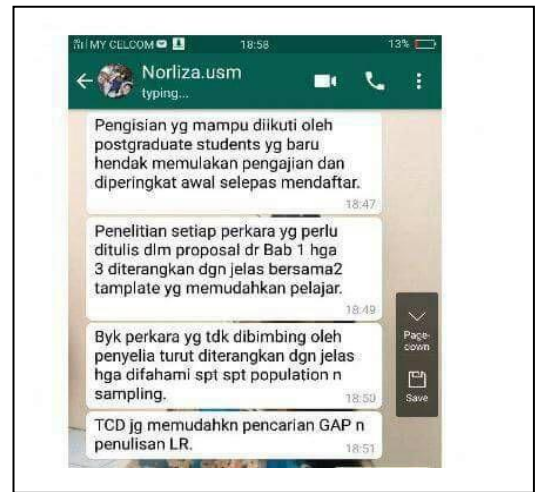 MY CELCOM 18:58 13%
Norliza.usm
typing...
Pengisian yg mampu diikuti oleh
postgraduate students yg baru
hendak memulakan pengajian dan
diperingkat awal selepas mendaftar.
18:47
Penelitian setiap perkara yg perlu
ditulis dlm proposal dr Bab 1 hga
3 diterangkan dgn jelas bersama2
tamplate yg memudahkan pelajar.
18:49
Byk perkara yg tdk dibimbing oleh
penyelia turut diterangkan dgn jelas
hga difahami spt spt population n
sampling.
18:50
TCD jg memudahkn pencarian GAP n
penulisan LR.
18:51
Page-
down
Save